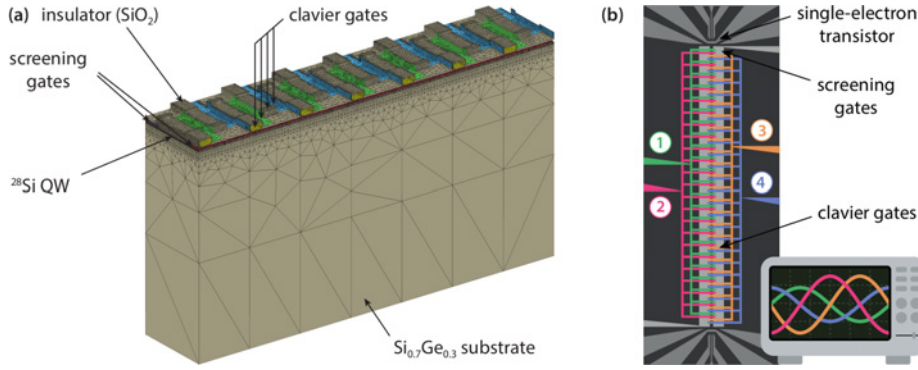 (a)
insulator (SiO₂)
clavier gates
screening
gates
²⁸Si QW
Si₀.₇Ge₀.₃ substrate
(b)
single-electron
transistor
screening
gates
1
3
2
4
clavier gates